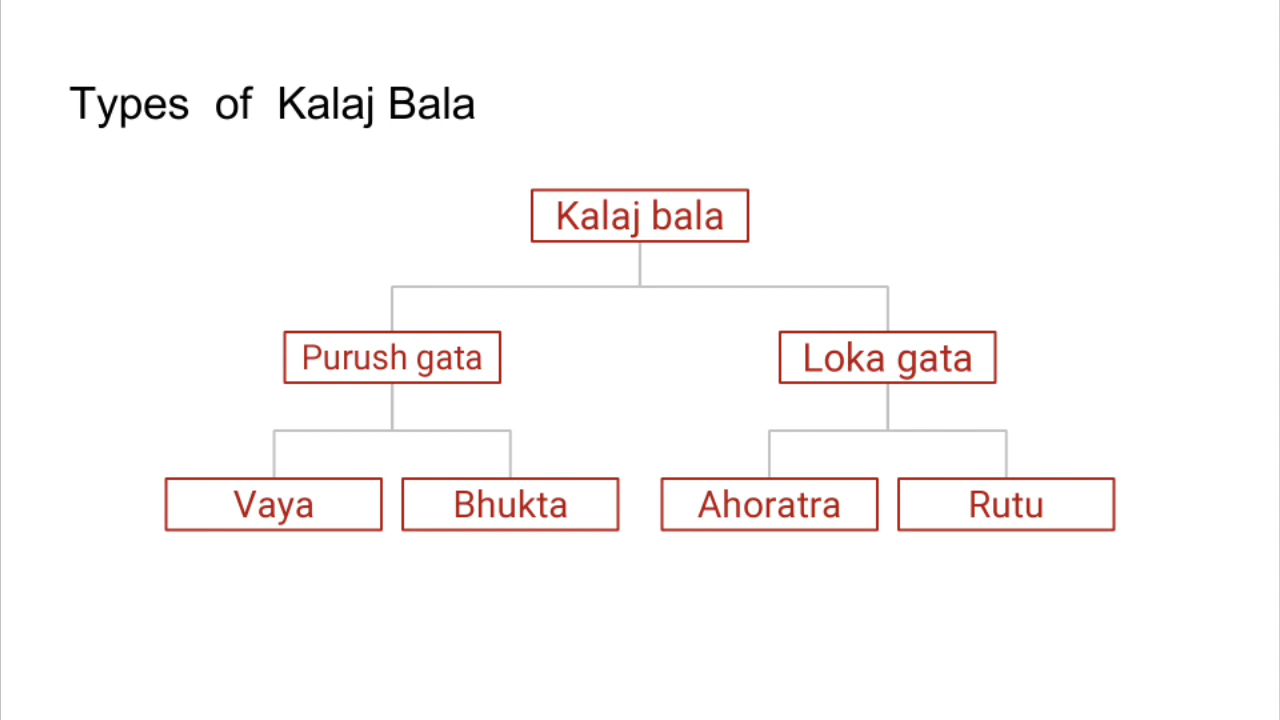 Types of Kalaj Bala
Kalaj bala
Purush gata
Loka gata
Vaya
Bhukta
Ahoratra
Rutu